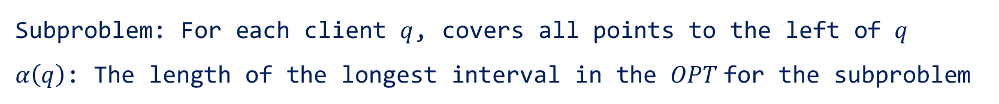 Subproblem: For each client q, covers all points to the left of q
α(q): The length of the longest interval in the OPT for the subproblem